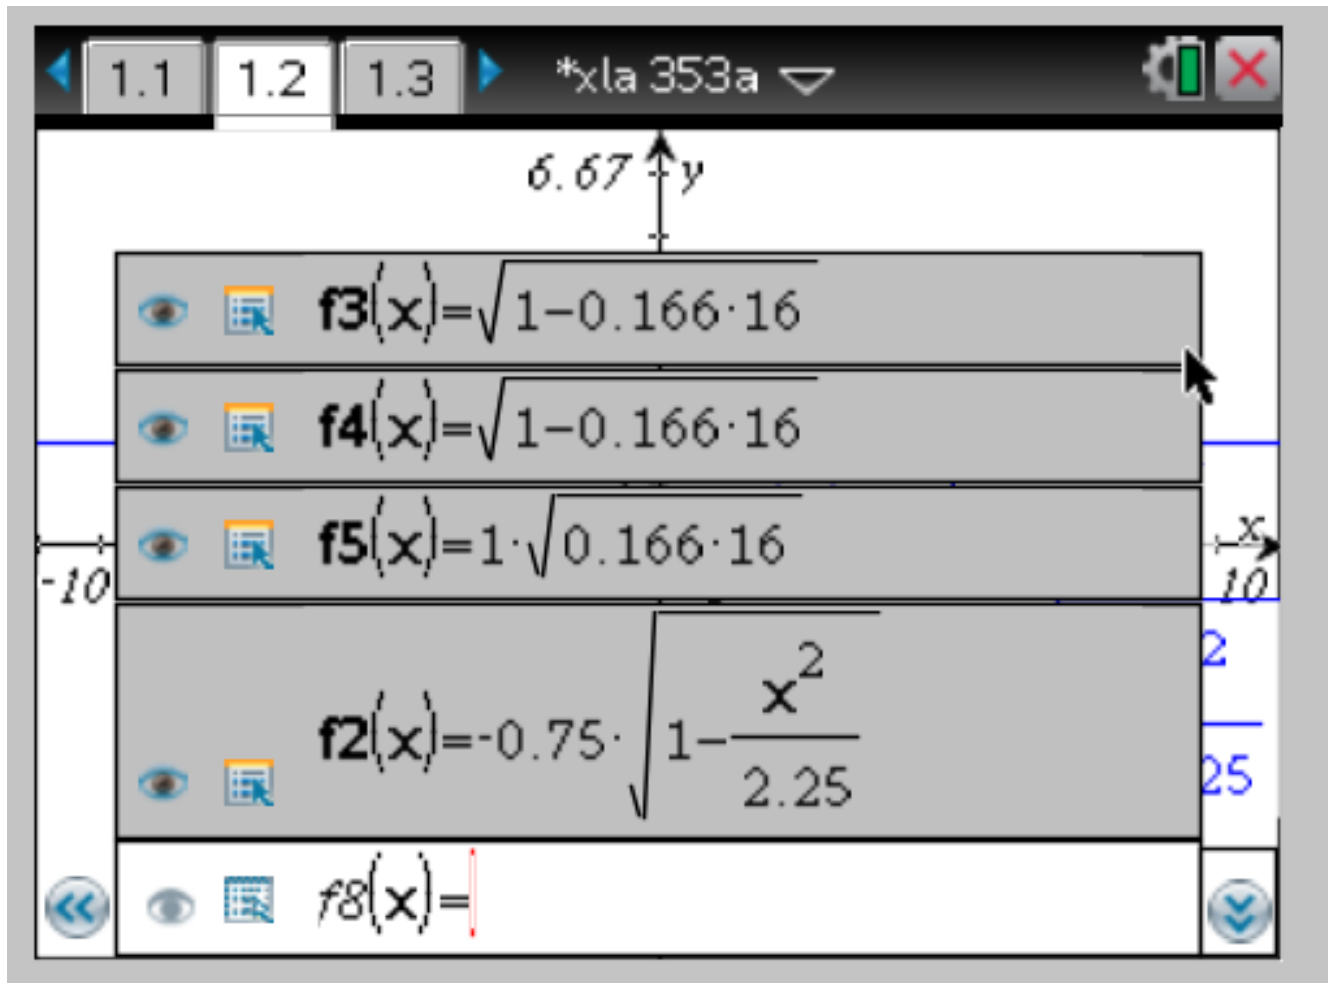 1.1 1.2 1.3 *xla 353a
6.67 y
f3(x)=√1-0.166·16
f4(x)=√1-0.166·16
f5(x)=1·√0.166·16
x
-10 10
2
f2(x)=-0.75·√1-x²/2.25
25
f8(x)=